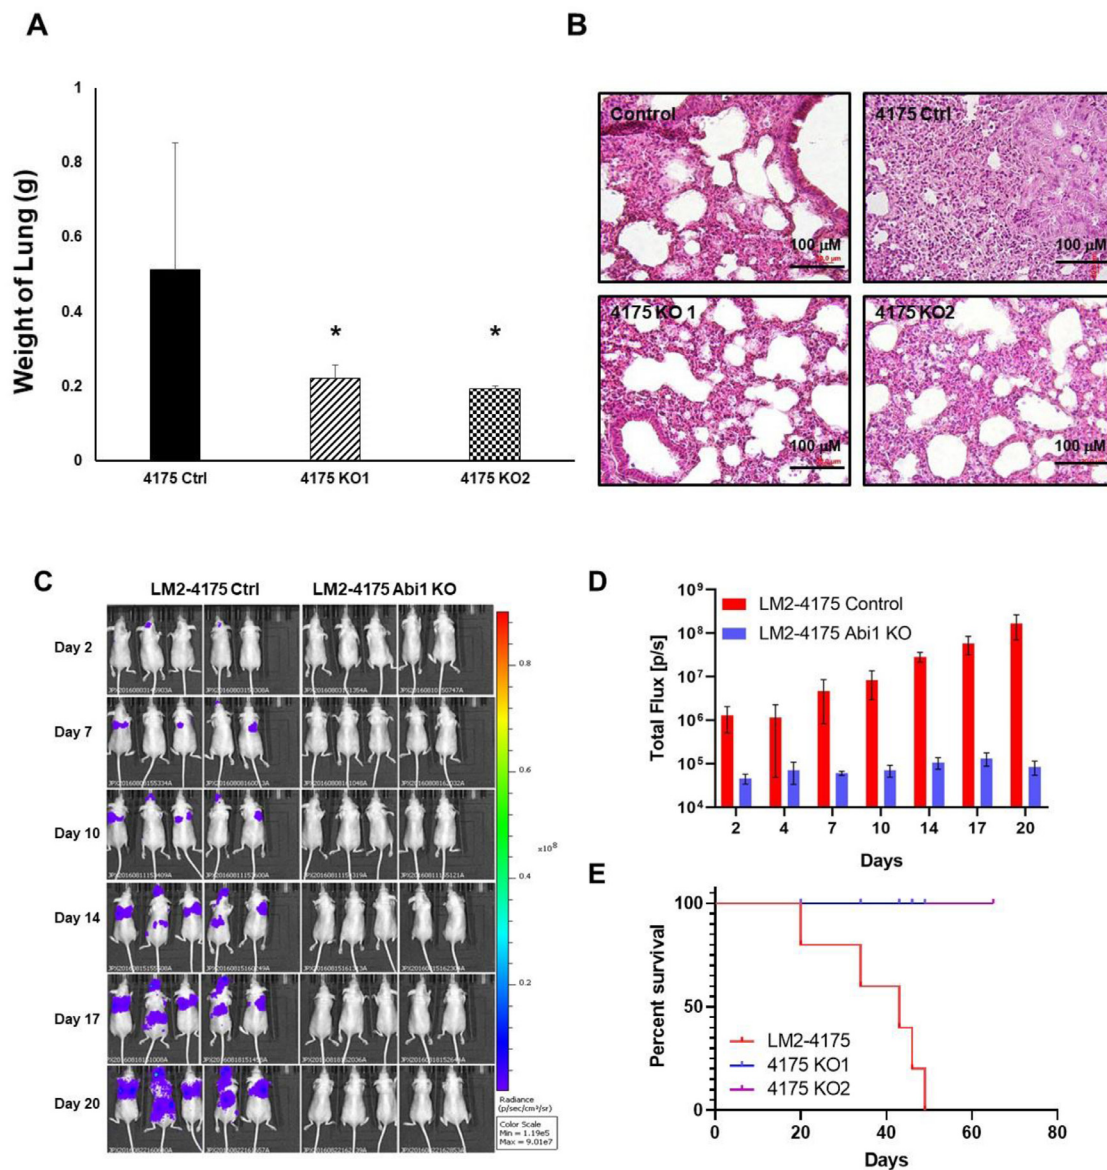 A
B
1
0.8
0.6
0.4
0.2
0
Weight of Lung (g)
*
*
4175 Ctrl
4175 KO1
4175 KO2
Control
100 μM
4175 Ctrl
100 μM
4175 KO 1
100 μM
4175 KO2
100 μM
C
LM2-4175 Ctrl
LM2-4175 Abi1 KO
Day 2
Day 7
Day 10
Day 14
Day 17
Day 20
0.8
x10⁸
0.2
Radiance
(p/sec/cm²/sr)
Color Scale
Min = 1.19e5
Max = 9.01e7
D
LM2-4175 Control
LM2-4175 Abi1 KO
Total Flux [p/s]
10⁹
10⁸
10⁷
10⁶
10⁵
10⁴
2
4
7
10
14
17
20
Days
E
Percent survival
100
50
0
LM2-4175
4175 KO1
4175 KO2
0
20
40
60
80
Days